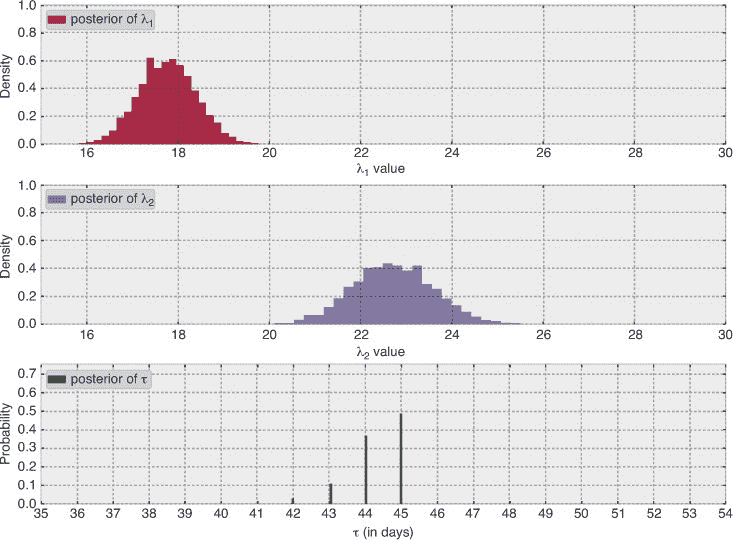 1.0
posterior of λ1
0.8
0.6
0.4
0.2
0.0
Density
16 18 20 22 24 26 28 30
λ1 value
1.0
posterior of λ2
0.8
0.6
0.4
0.2
0.0
Density
16 18 20 22 24 26 28 30
λ2 value
0.7
posterior of τ
0.6
0.5
0.4
0.3
0.2
0.1
0.0
Probability
35 36 37 38 39 40 41 42 43 44 45 46 47 48 49 50 51 52 53 54
τ (in days)